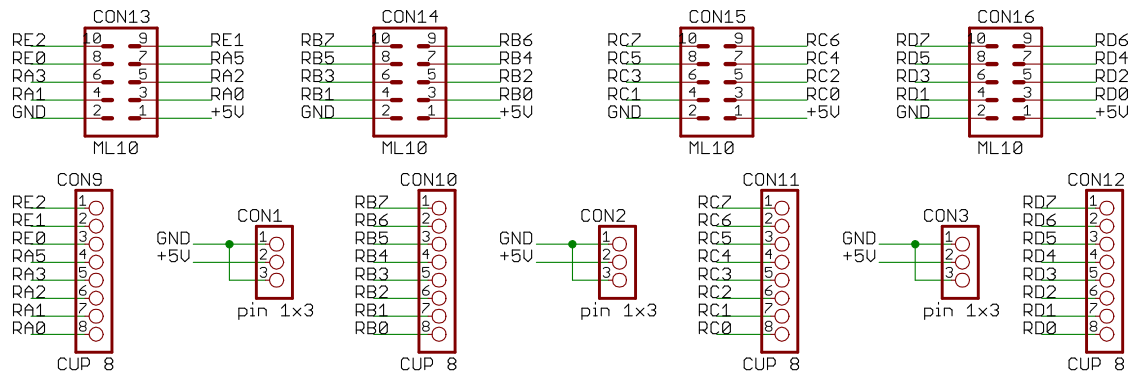 CON13 CON14 CON15 CON16
RE2 10 9 RE1 RB7 10 9 RB6 RC7 10 9 RC6 RD7 10 9 RD6
RE0 8 7 RA5 RB5 8 7 RB4 RC5 8 7 RC4 RD5 8 7 RD4
RA3 6 5 RA2 RB3 6 5 RB2 RC3 6 5 RC2 RD3 6 5 RD2
RA1 4 3 RA0 RB1 4 3 RB0 RC1 4 3 RC0 RD1 4 3 RD0
GND 2 1 +5V GND 2 1 +5V GND 2 1 +5V GND 2 1 +5V
ML10 ML10 ML10 ML10
CON9 CON10 CON11 CON12
RE2 1 RB7 1 RC7 1 RD7 1
CON1 CON2 CON3
RE1 2 RB6 2 RC6 2 RD6 2
RE0 3 GND 1 RB5 3 GND 1 RC5 3 GND 1 RD5 3
RA5 4 +5V 2 RB4 4 +5V 2 RC4 4 +5V 2 RD4 4
RA3 5 3 RB3 5 3 RC3 5 3 RD3 5
RA2 6 RB2 6 RC2 6 RD2 6
RA1 7 pin 1x3 RB1 7 pin 1x3 RC1 7 pin 1x3 RD1 7
RA0 8 RB0 8 RC0 8 RD0 8
CUP 8 CUP 8 CUP 8 CUP 8